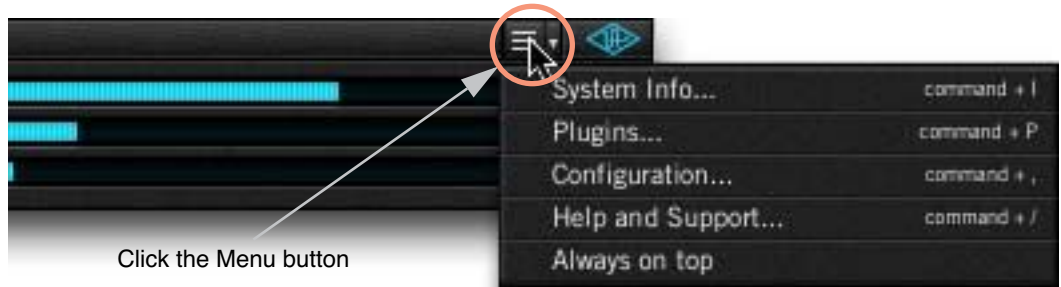 System Info... command + I
Plugins... command + P
Configuration... command + ,
Help and Support... command + /
Always on top
Click the Menu button